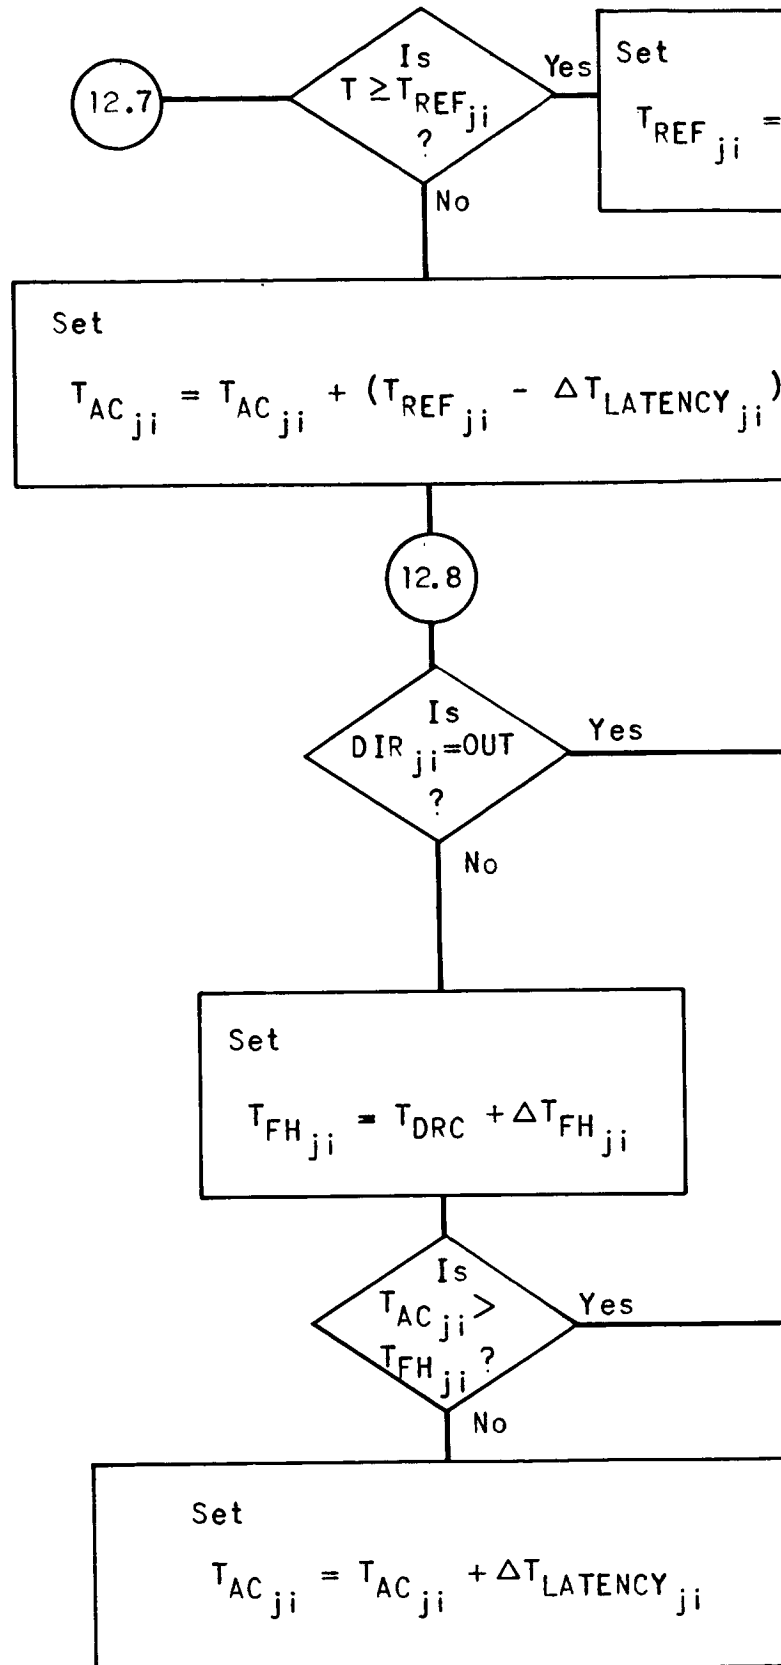 12.7
Is
T ≥ T_REF_ji
?
Yes
Set
T_REF_ji =
No
Set
T_AC_ji = T_AC_ji + (T_REF_ji - ΔT_LATENCY_ji)
12.8
Is
DIR_ji=OUT
?
Yes
No
Set
T_FH_ji = T_DRC + ΔT_FH_ji
Is
T_AC_ji >
T_FH_ji ?
Yes
No
Set
T_AC_ji = T_AC_ji + ΔT_LATENCY_ji